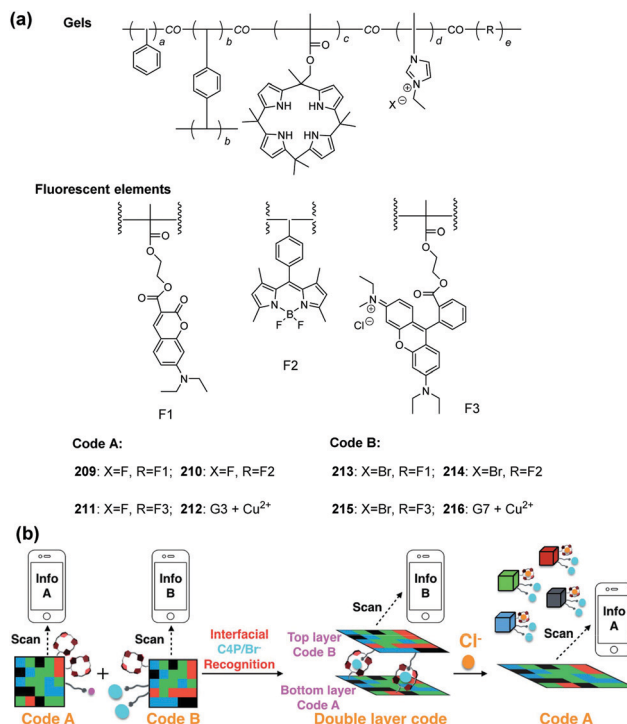 (a)
Gels
a CO b CO c CO d CO R e
O O
N
N
⊕
X⊖
b
NH HN
NH HN
Fluorescent elements
O O
O
O O
O O
N
F1
N N
B
F F
F2
O O
O
O
N
⊕
Cl⊖
O
N
F3
Code A:
209: X=F, R=F1; 210: X=F, R=F2
211: X=F, R=F3; 212: G3 + Cu2+
Code B:
213: X=Br, R=F1; 214: X=Br, R=F2
215: X=Br, R=F3; 216: G7 + Cu2+
(b)
Info
A
Scan
Code A
+
Info
B
Scan
Code B
Interfacial
C4P/Br-
Recognition
Info
B
Scan
Top layer
Code B
Bottom layer
Code A
Double layer code
Cl-
Info
A
Scan
Code A